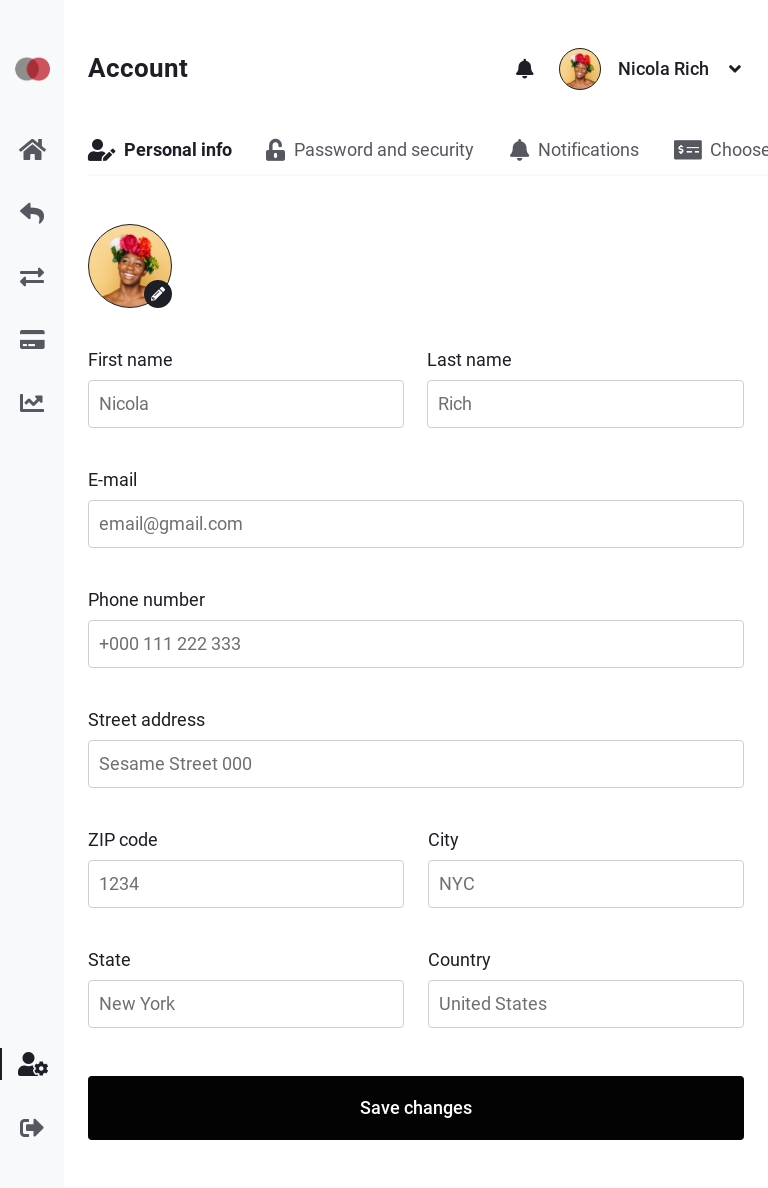 Account
Nicola Rich
Personal info
Password and security
Notifications
Choose
First name
Last name
Nicola
Rich
E-mail
email@gmail.com
Phone number
+000 111 222 333
Street address
Sesame Street 000
ZIP code
City
1234
NYC
State
Country
New York
United States
Save changes